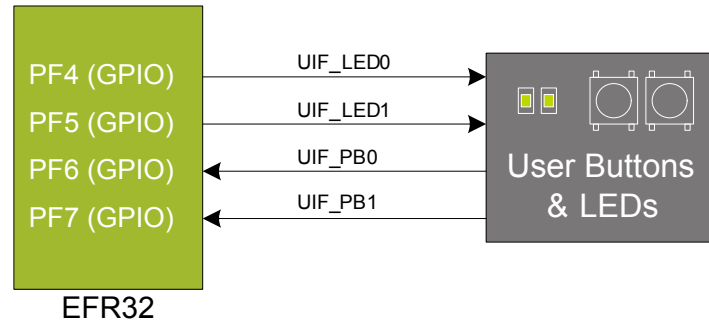 PF4 (GPIO)
PF5 (GPIO)
PF6 (GPIO)
PF7 (GPIO)
EFR32
UIF_LED0
UIF_LED1
UIF_PB0
UIF_PB1
User Buttons
& LEDs